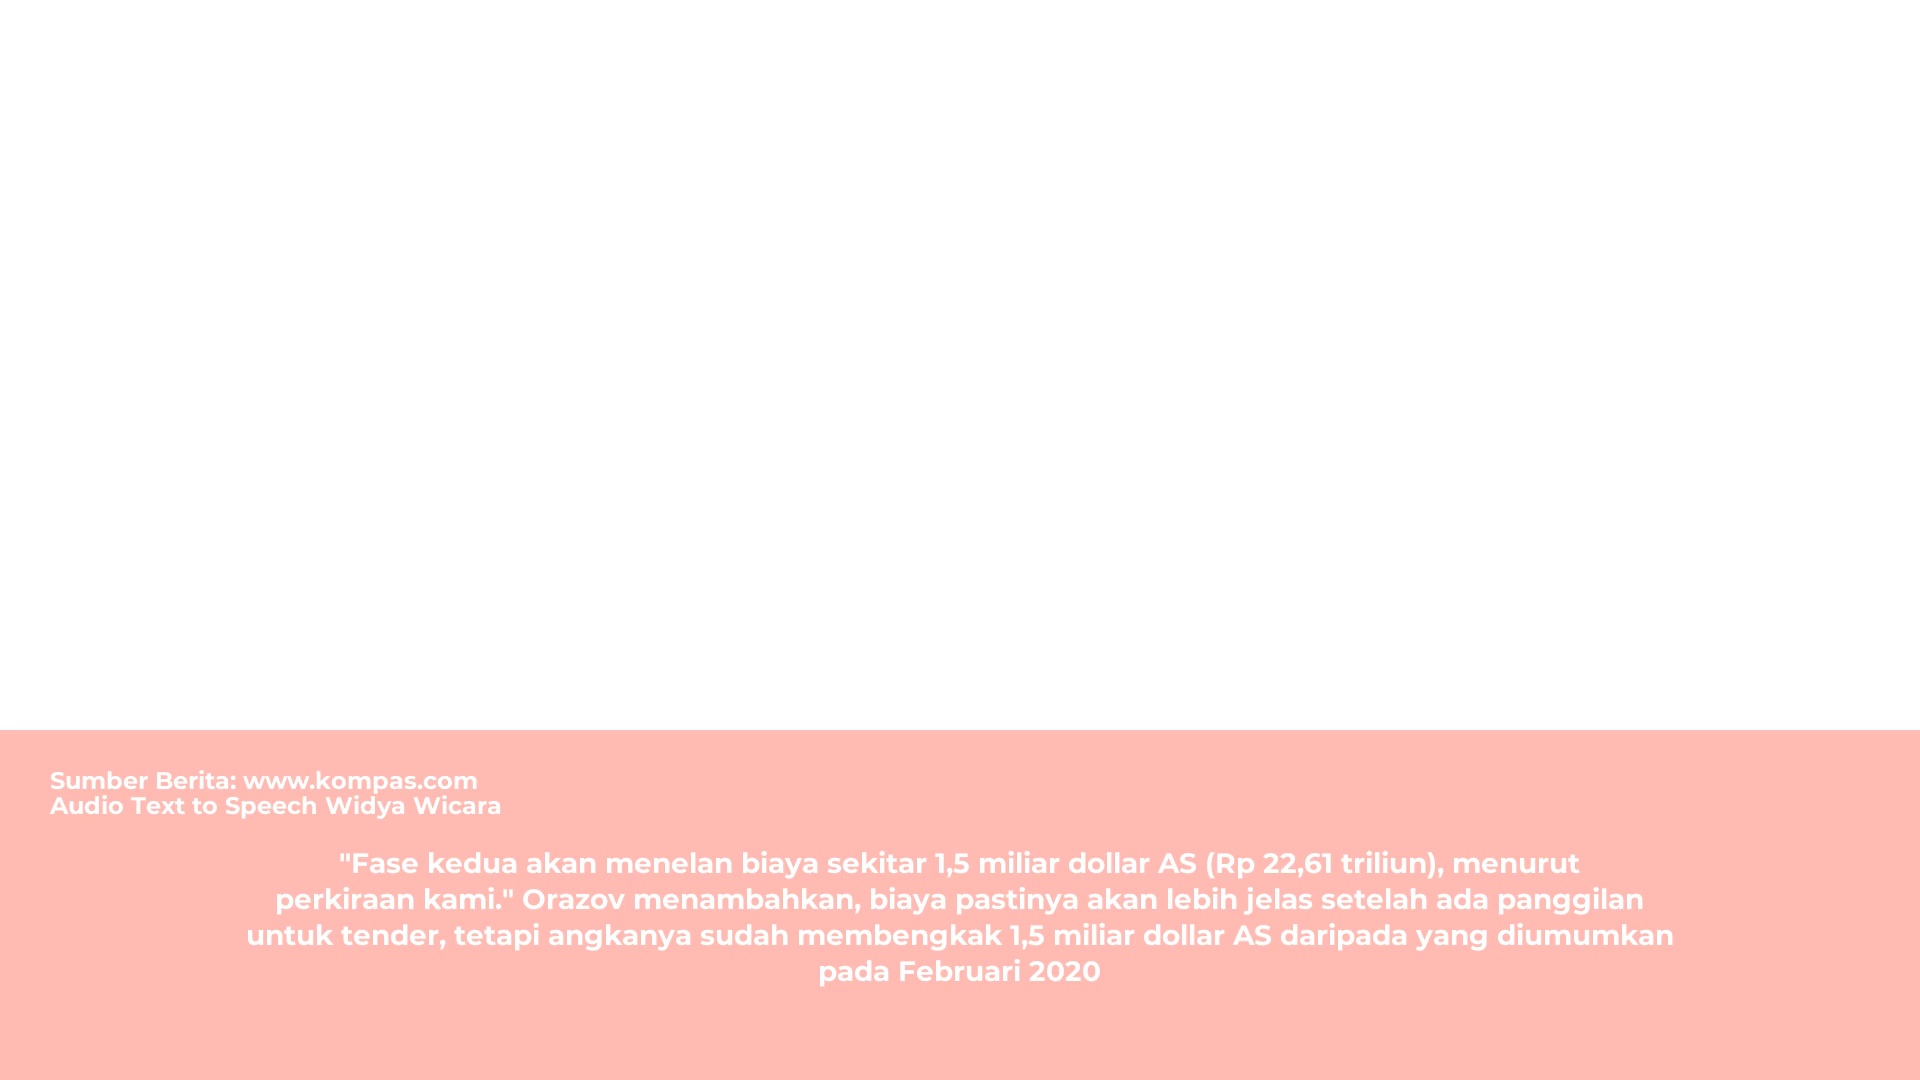 Sumber Berita: www.kompas.com
Audio Text to Speech Widya Wicara
"Fase kedua akan menelan biaya sekitar 1,5 miliar dollar AS (Rp 22,61 triliun), menurut
perkiraan kami." Orazov menambahkan, biaya pastinya akan lebih jelas setelah ada panggilan
untuk tender, tetapi angkanya sudah membengkak 1,5 miliar dollar AS daripada yang diumumkan
pada Februari 2020